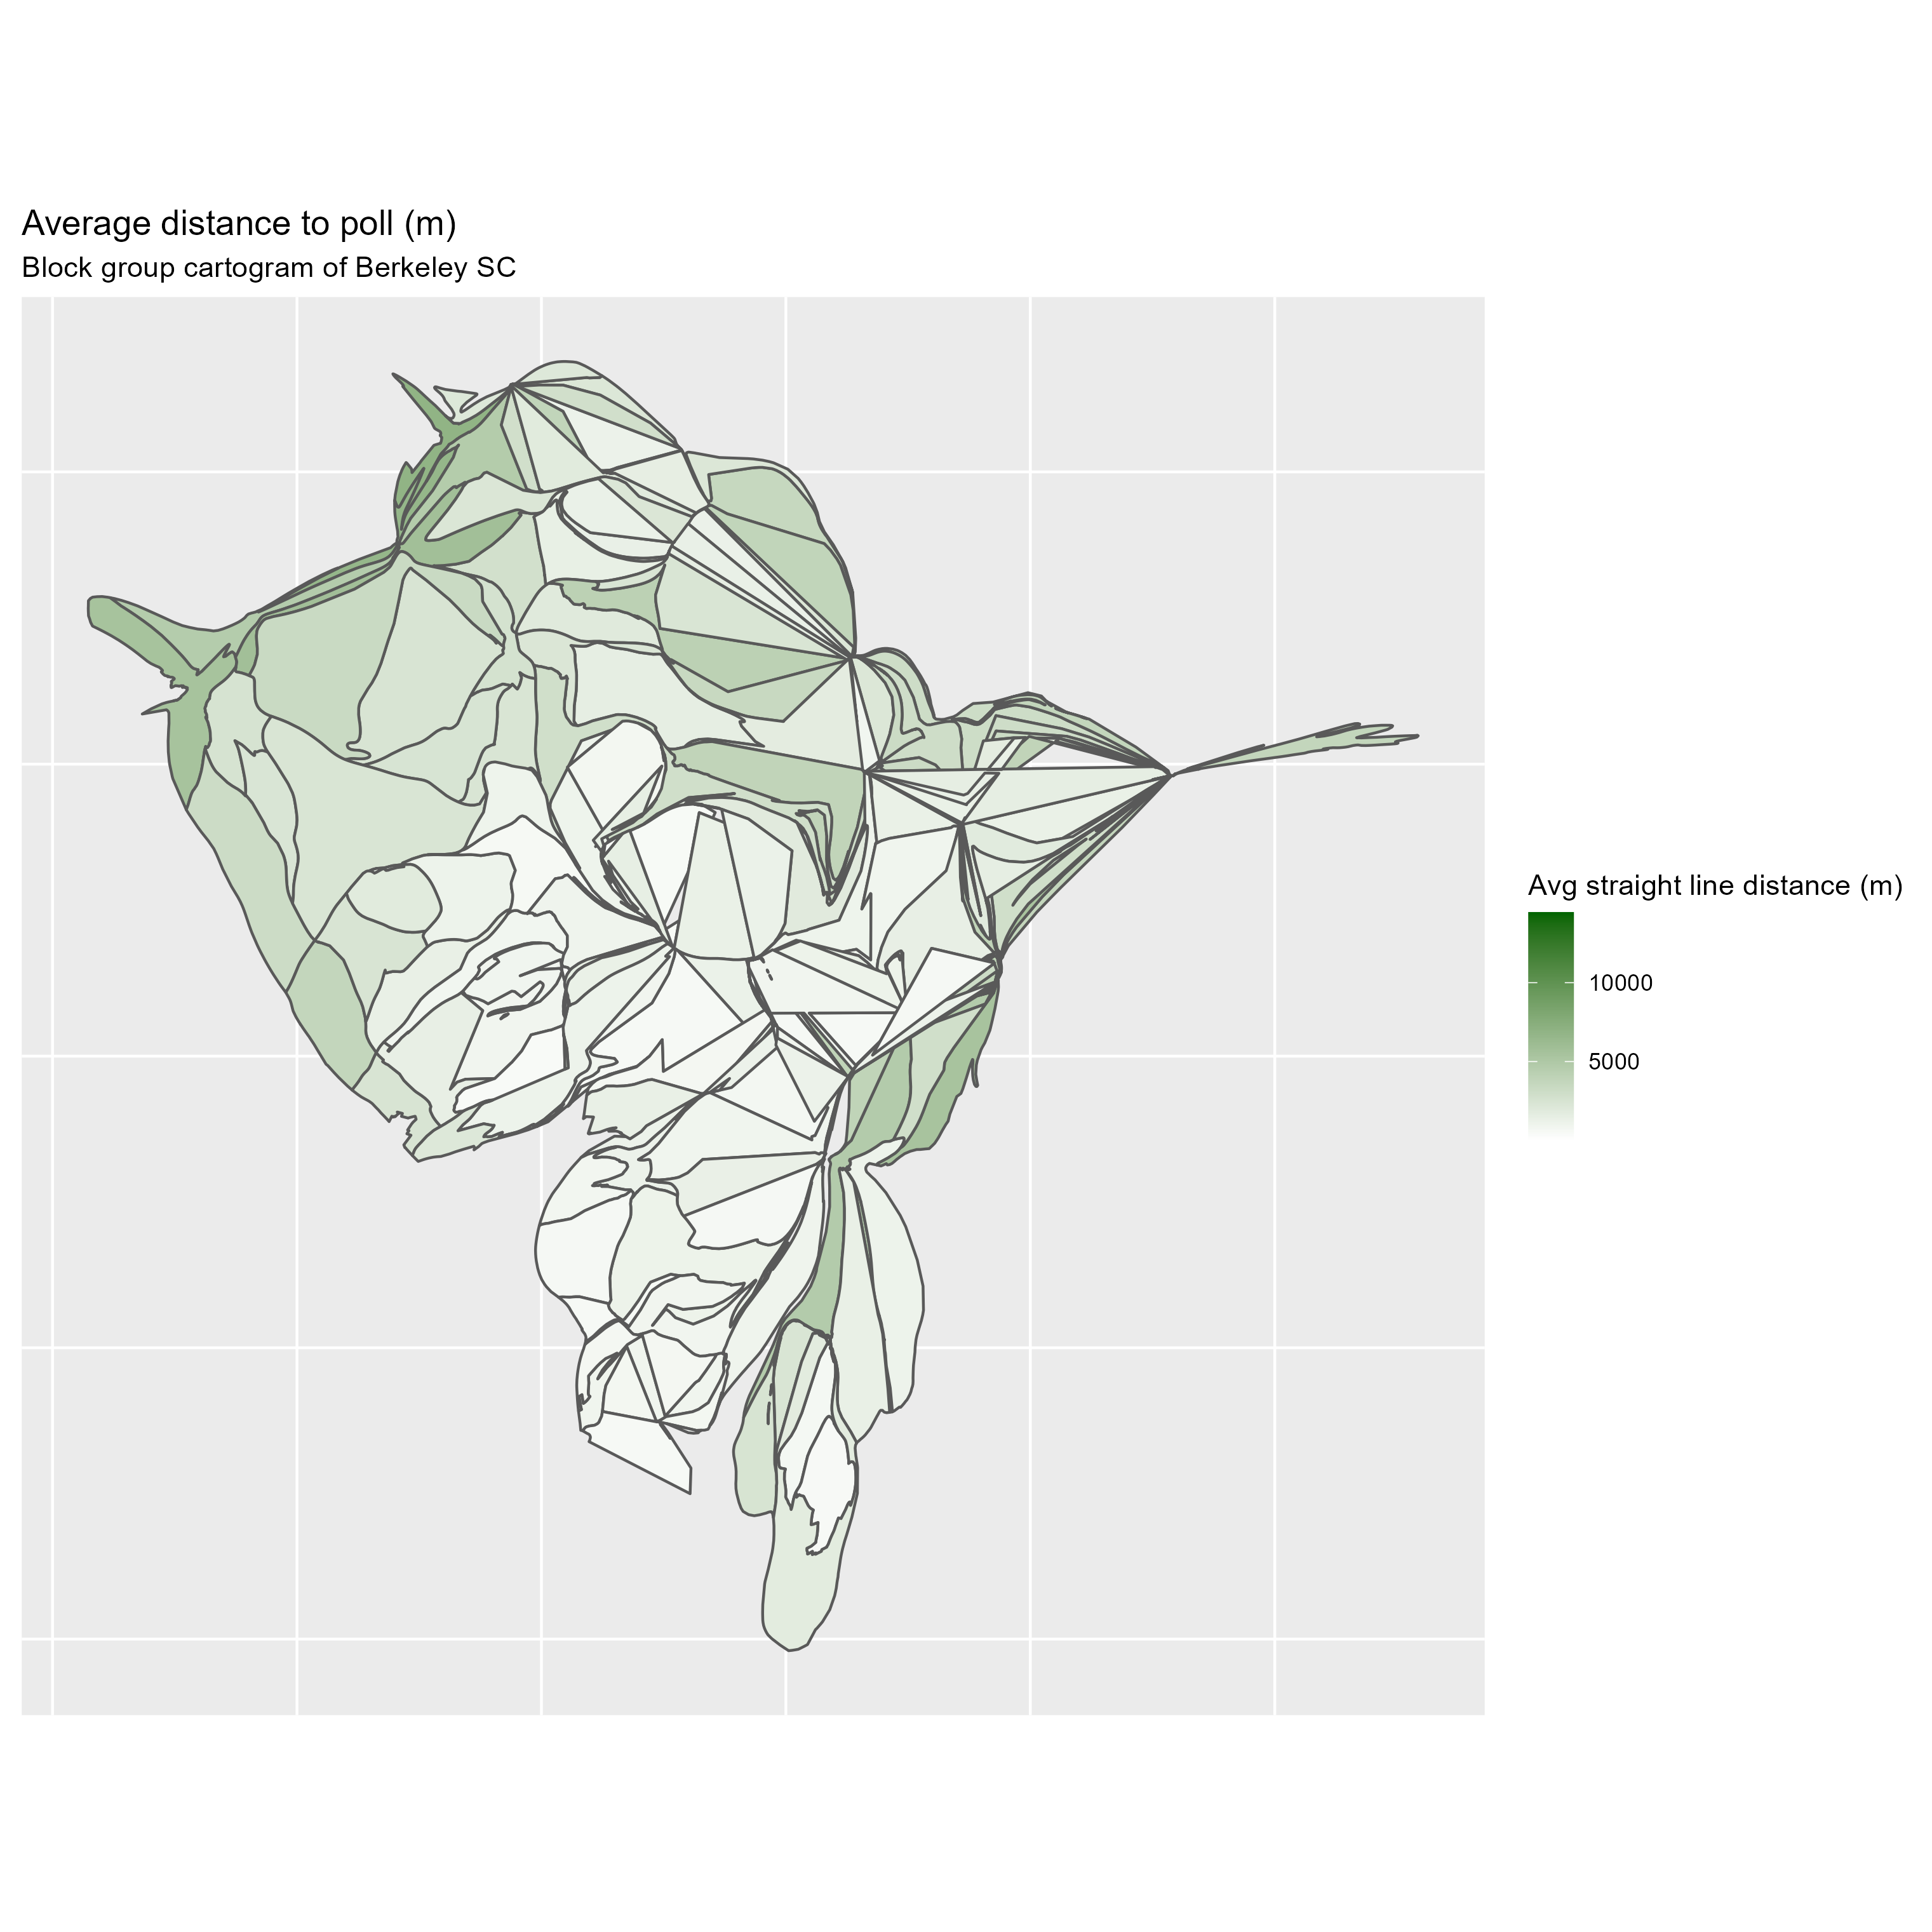 Average distance to poll (m)
Block group cartogram of Berkeley SC
Avg straight line distance (m)
10000
5000